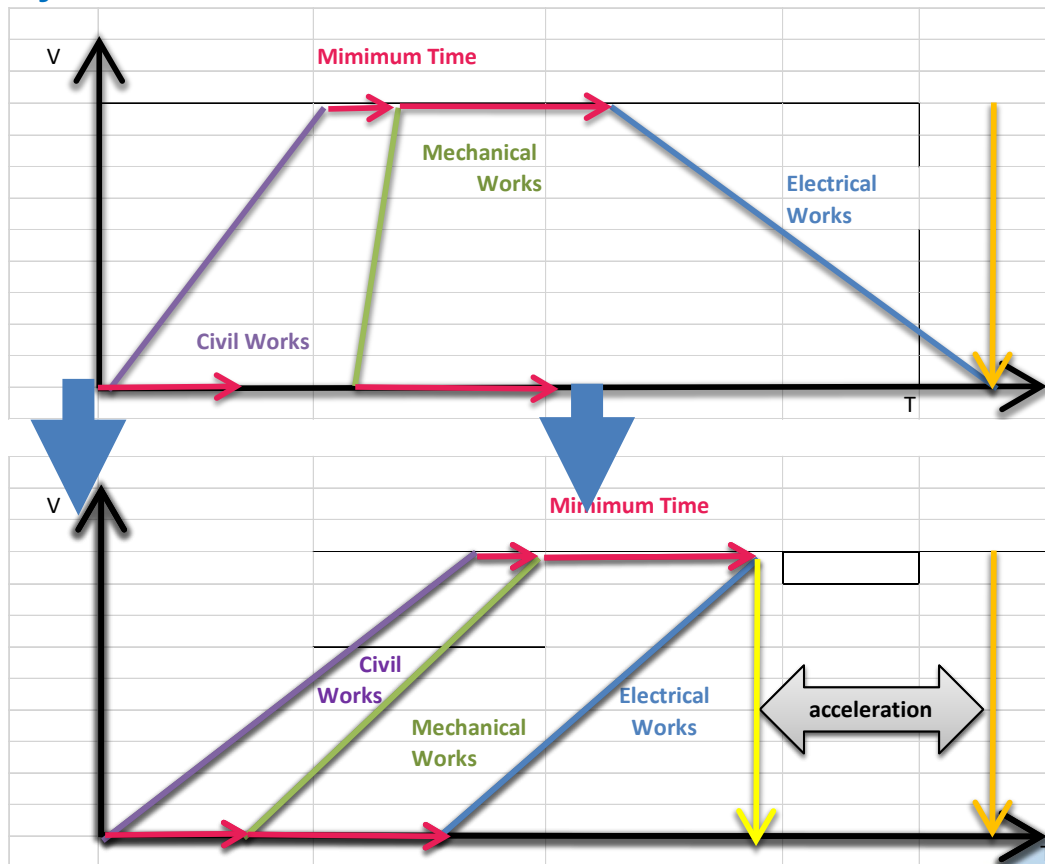 V
Mimimum Time
Mechanical
Works
Electrical
Works
Civil Works
T
V
Mimimum Time
Civil
Works
Electrical
Works
acceleration
Mechanical
Works